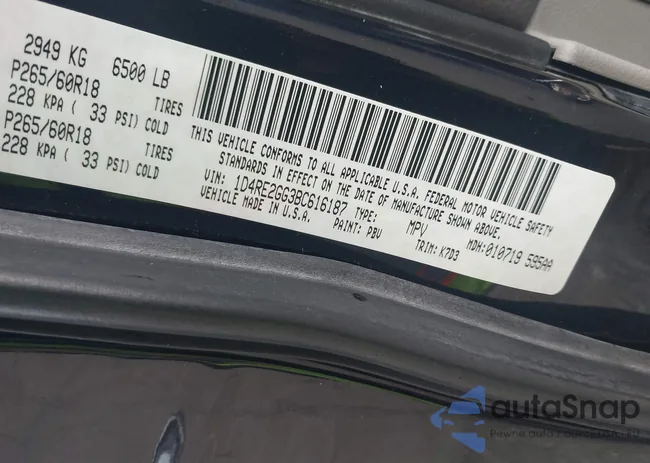 2949 KG 6500 LB
P265/60R18 TIRES
228 KPA ( 33 PSI) COLD
P265/60R18 TIRES
228 KPA ( 33 PSI) COLD
THIS VEHICLE CONFORMS TO ALL APPLICABLE U.S.A. FEDERAL MOTOR VEHICLE SAFETY
STANDARDS IN EFFECT ON THE DATE OF MANUFACTURE SHOWN ABOVE.
VIN: 1D4RE2GG3BC616187 TYPE: MPV
VEHICLE MADE IN U.S.A. PAINT: PBV TRIM: K7D3 MDH:010719 595AA
autaSnap
Pewne auta